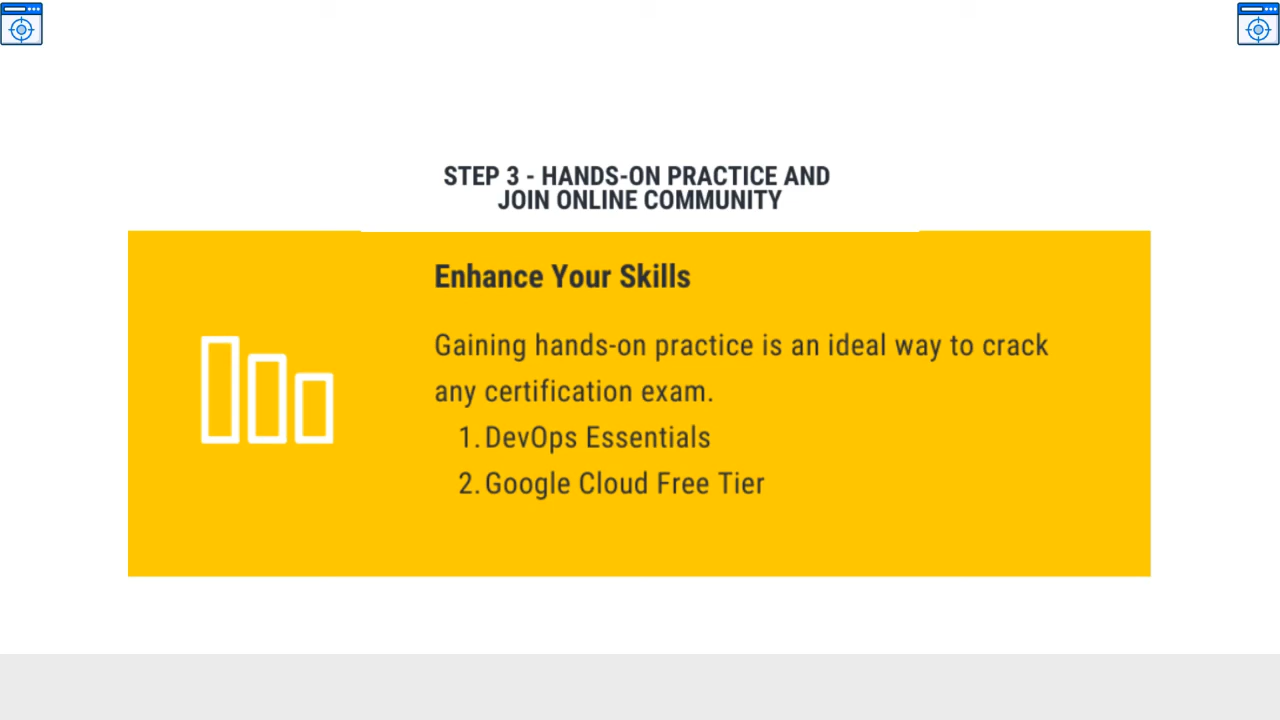 STEP 3 - HANDS-ON PRACTICE AND
JOIN ONLINE COMMUNITY
Enhance Your Skills
Gaining hands-on practice is an ideal way to crack
any certification exam.
1. DevOps Essentials
2. Google Cloud Free Tier